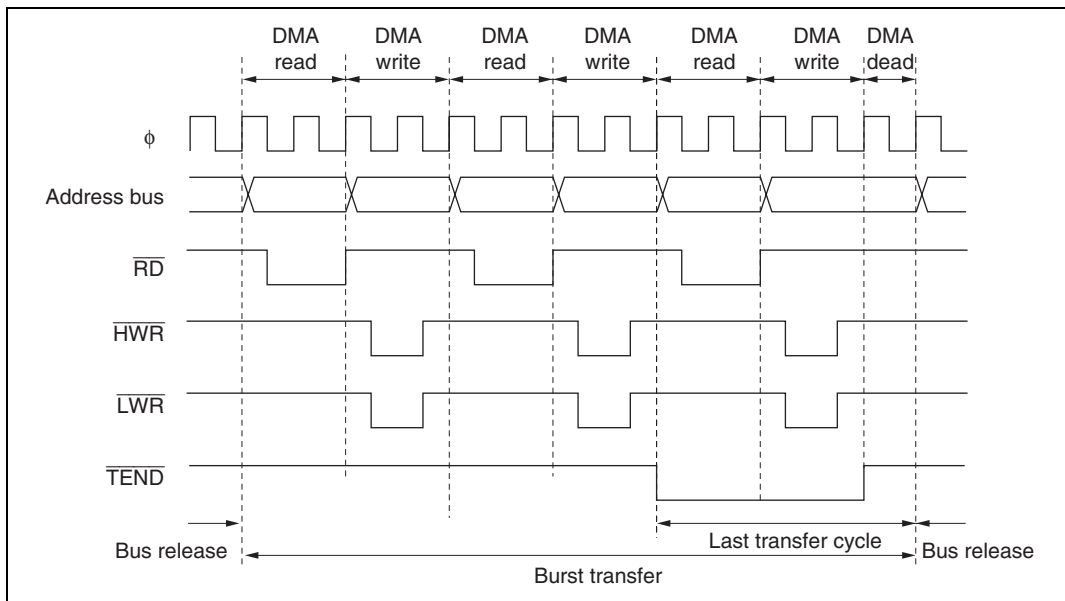 DMA read DMA write DMA read DMA write DMA read DMA write DMA dead
ϕ
Address bus
RD
HWR
LWR
TEND
Bus release
Last transfer cycle
Bus release
Burst transfer